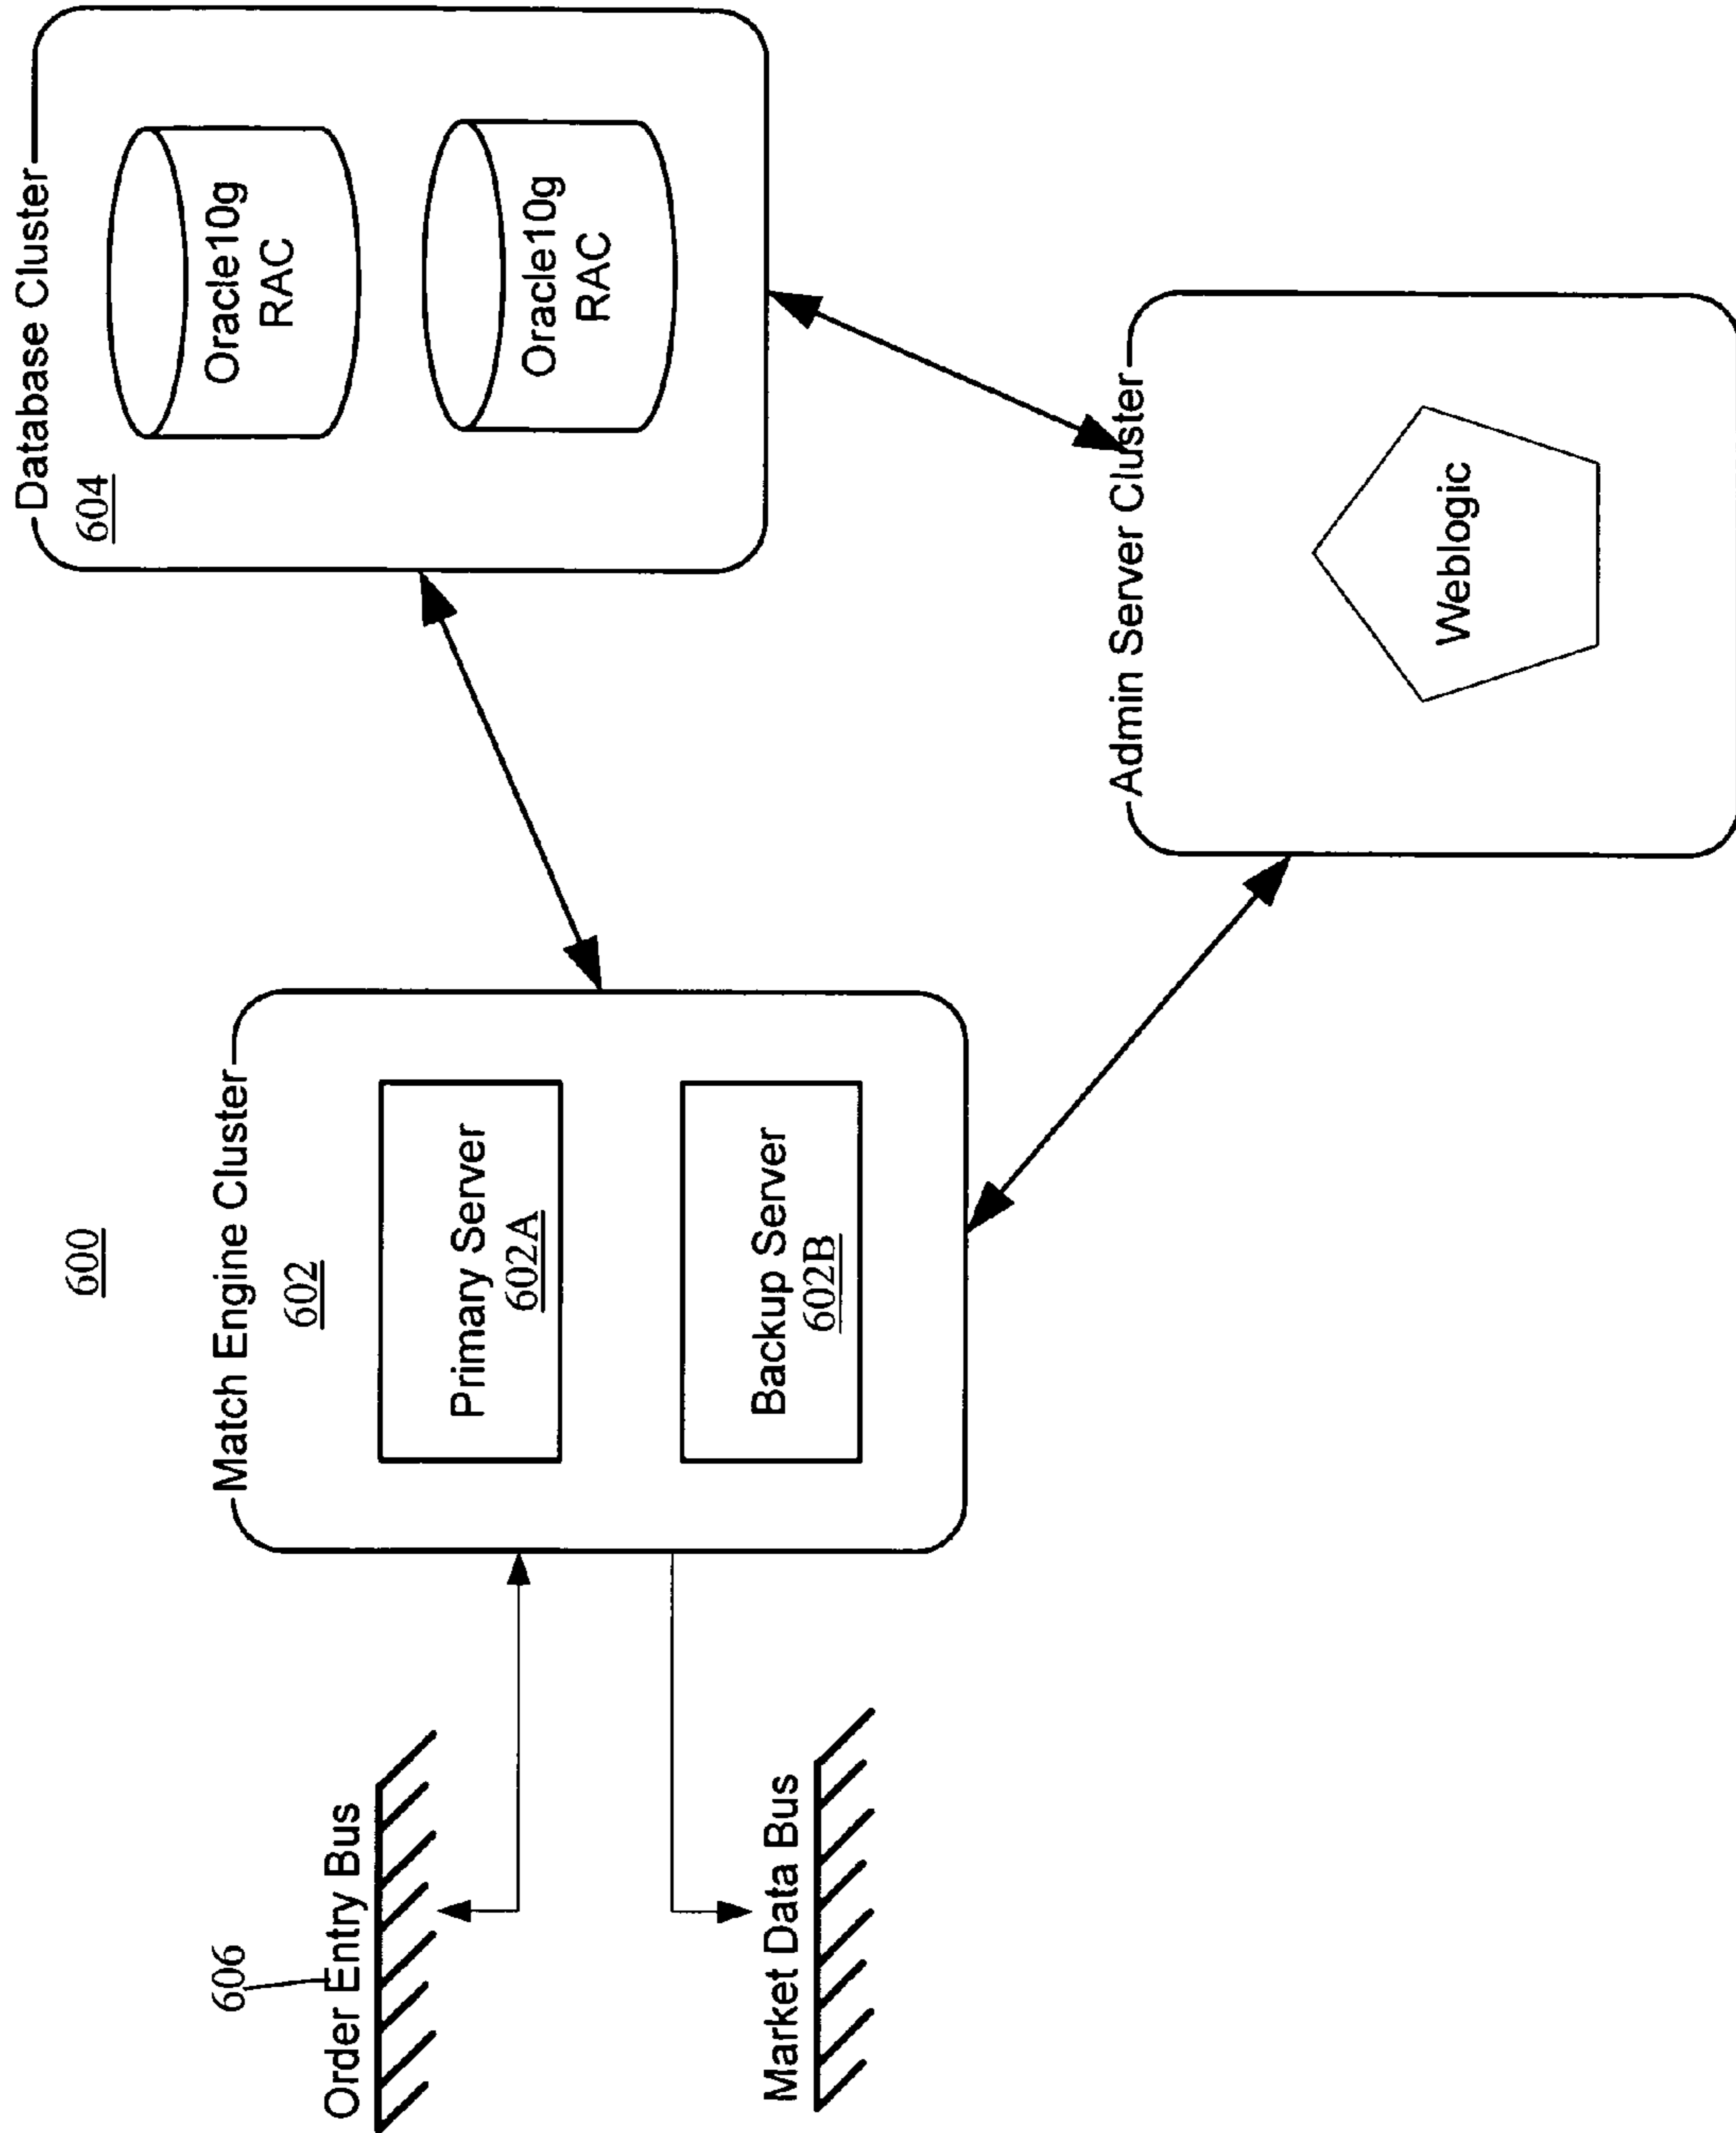 600
Database Cluster
604
Oracle10g
RAC
Oracle10g
RAC
Match Engine Cluster
602
Primary Server
602A
Backup Server
602B
606
Order Entry Bus
Market Data Bus
Admin Server Cluster
Weblogic